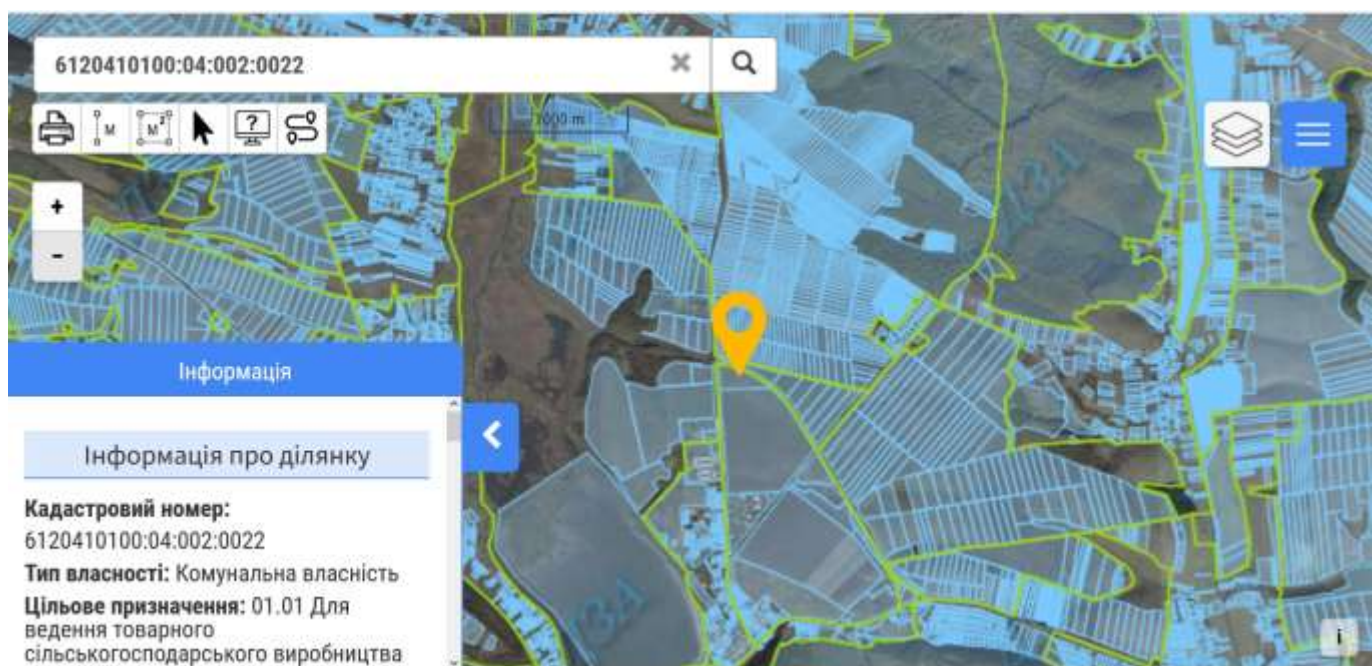 6120410100:04:002:0022
M
M²
?
1000 m
+
-
Інформація
Інформація про ділянку
Кадастровий номер:
6120410100:04:002:0022
Тип власності: Комунальна власність
Цільове призначення: 01.01 Для
ведення товарного
сільськогосподарського виробництва
i